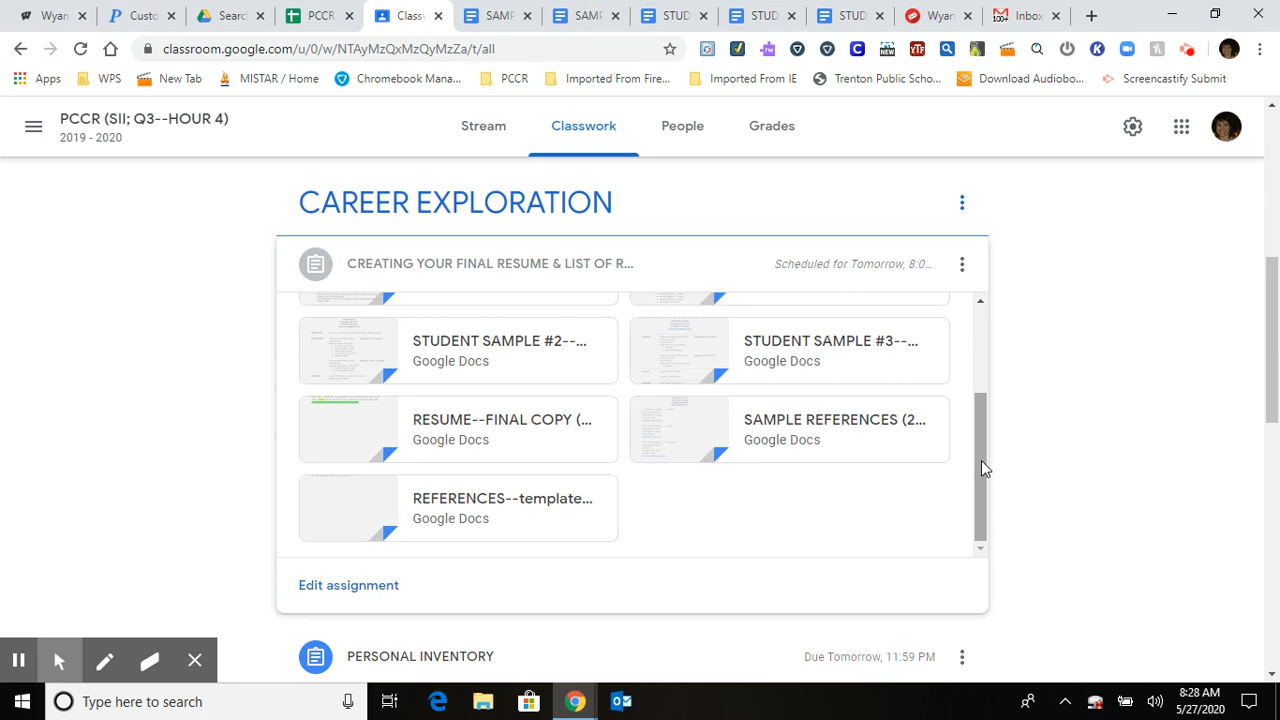 Wyan
Custo
Search
PCCR
Class
SAMP
SAMP
STUD
STUD
STUD
Wyan
Inbox
classroom.google.com/u/0/w/NTAyMzQxMzQyMzZa/t/all
Apps
WPS
New Tab
MISTAR / Home
Chromebook Mana...
PCCR
Imported From Fire...
Imported From IE
Trenton Public Scho...
Download Audiobo...
Screencastify Submit
PCCR (SII; Q3--HOUR 4)
2019 - 2020
Stream
Classwork
People
Grades
CAREER EXPLORATION
CREATING YOUR FINAL RESUME & LIST OF R...
Scheduled for Tomorrow, 8:0...
STUDENT SAMPLE #2--...
Google Docs
STUDENT SAMPLE #3--...
Google Docs
RESUME--FINAL COPY (...
Google Docs
SAMPLE REFERENCES (2...
Google Docs
REFERENCES--template...
Google Docs
Edit assignment
PERSONAL INVENTORY
Due Tomorrow, 11:59 PM
Type here to search
8:28 AM
5/27/2020